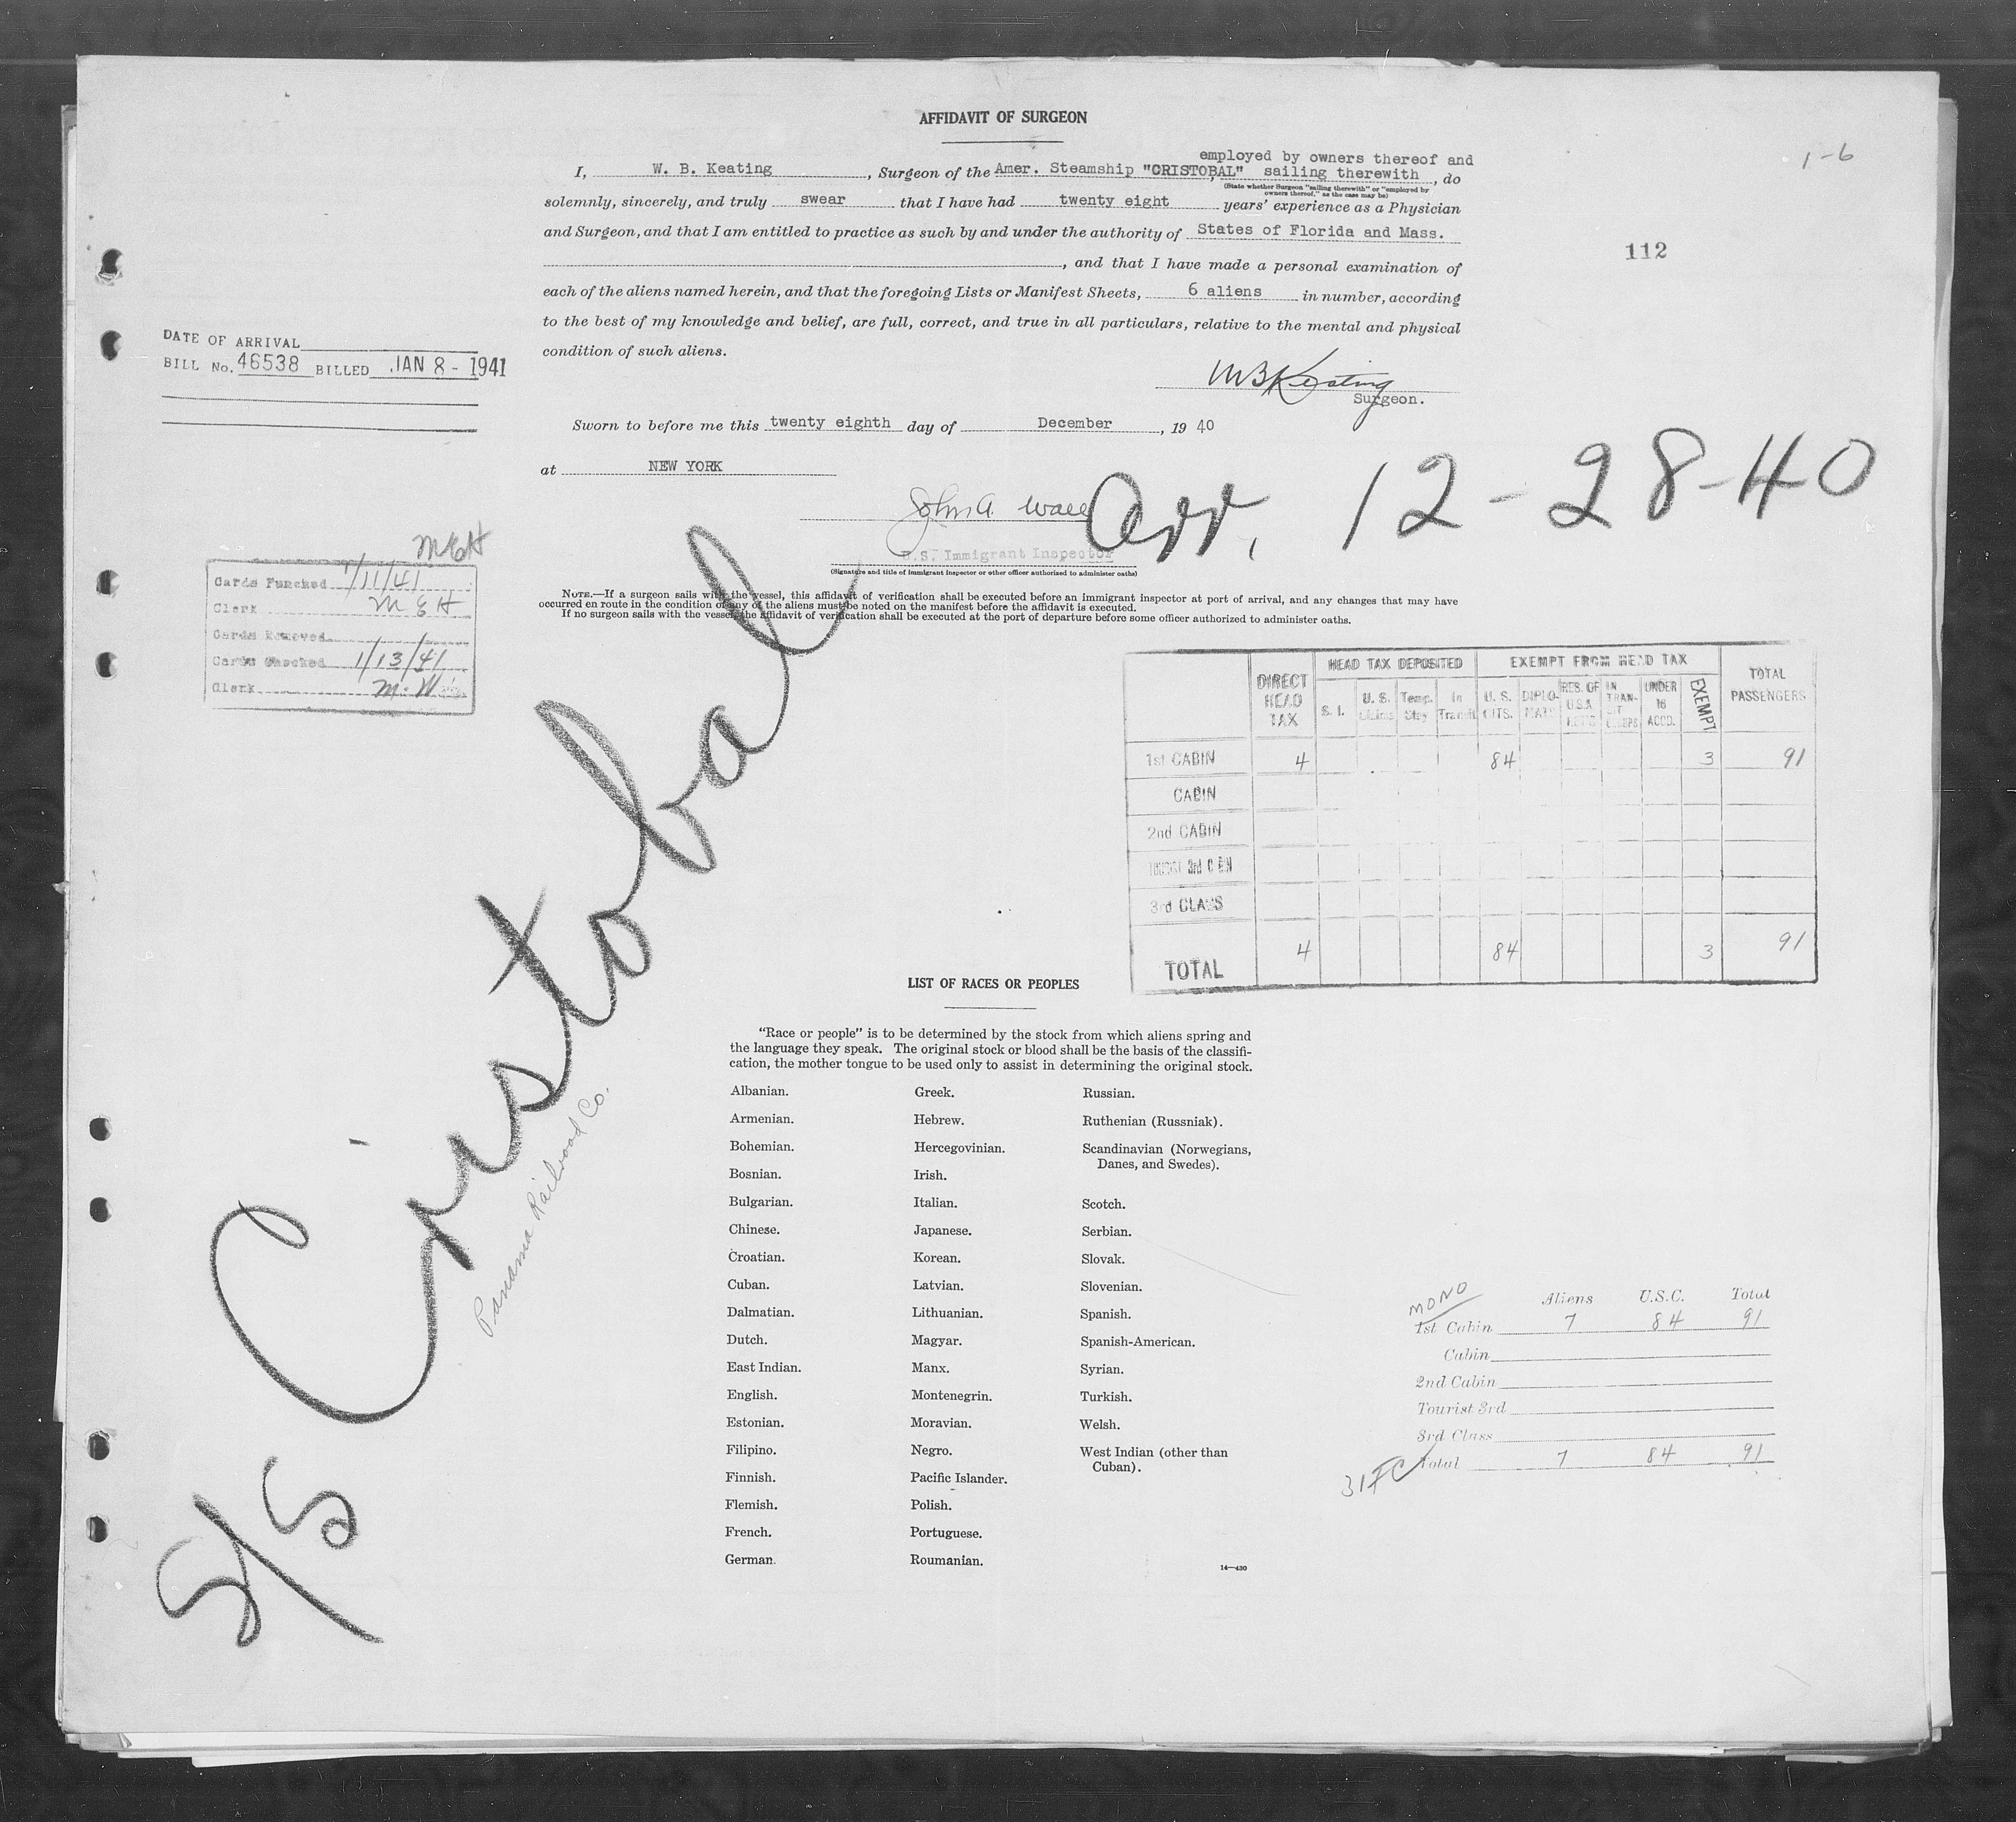 AFFIDAVIT OF SURGEON
1-6
employed by owners thereof and
I, W. B. Keating, Surgeon of the Amer. Steamship "CRISTOBAL", sailing therewith, do
(State whether Surgeon "sailing therewith" or "employed by
owners thereof," as the case may be)
solemnly, sincerely, and truly swear that I have had twenty eight years' experience as a Physician
and Surgeon, and that I am entitled to practice as such by and under the authority of States of Florida and Mass.
112
, and that I have made a personal examination of
each of the aliens named herein, and that the foregoing Lists or Manifest Sheets, 6 aliens in number, according
to the best of my knowledge and belief, are full, correct, and true in all particulars, relative to the mental and physical
condition of such aliens.
DATE OF ARRIVAL
BILL No. 46538 BILLED JAN 8 - 1941
W B Keating
Surgeon.
Sworn to before me this twenty eighth day of December, 19 40
at NEW YORK
Arr. 12-28-40
John A. Wall
U.S. Immigrant Inspector
(Signature and title of immigrant inspector or other officer authorized to administer oaths)
NOTE.—If a surgeon sails with the vessel, this affidavit of verification shall be executed before an immigrant inspector at port of arrival, and any changes that may have
occurred en route in the condition of any of the aliens must be noted on the manifest before the affidavit is executed.
If no surgeon sails with the vessel, the affidavit of verification shall be executed at the port of departure before some officer authorized to administer oaths.
MEH
Cards Punched 1/11/41
Clerk MEH
Cards Removed
Cards Checked 1/13/41
Clerk M. W.
DIRECT HEAD TAX
HEAD TAX DEPOSITED
EXEMPT FROM HEAD TAX
TOTAL PASSENGERS
S. I. U. S. Claims Temp. Stay In Transit U. S. CITS. DIPLOMATS RES. OF U.S.A. IN TRANSIT UNDER 16 ACCD. EXEMPT
1st CABIN 4 84 3 91
CABIN
2nd CABIN
TOURIST 3rd CABIN
3rd CLASS
TOTAL 4 84 3 91
S/S Cristobal
Panama Railroad Co.
LIST OF RACES OR PEOPLES
"Race or people" is to be determined by the stock from which aliens spring and
the language they speak. The original stock or blood shall be the basis of the classifi-
cation, the mother tongue to be used only to assist in determining the original stock.
Albanian.
Armenian.
Bohemian.
Bosnian.
Bulgarian.
Chinese.
Croatian.
Cuban.
Dalmatian.
Dutch.
East Indian.
English.
Estonian.
Filipino.
Finnish.
Flemish.
French.
German.
Greek.
Hebrew.
Hercegovinian.
Irish.
Italian.
Japanese.
Korean.
Latvian.
Lithuanian.
Magyar.
Manx.
Montenegrin.
Moravian.
Negro.
Pacific Islander.
Polish.
Portuguese.
Roumanian.
Russian.
Ruthenian (Russniak).
Scandinavian (Norwegians,
Danes, and Swedes).
Scotch.
Serbian.
Slovak.
Slovenian.
Spanish.
Spanish-American.
Syrian.
Turkish.
Welsh.
West Indian (other than
Cuban).
14—430
MONO
Aliens U.S.C. Total
1st Cabin 7 84 91
Cabin
2nd Cabin
Tourist 3rd
3rd Class
Total 7 84 91